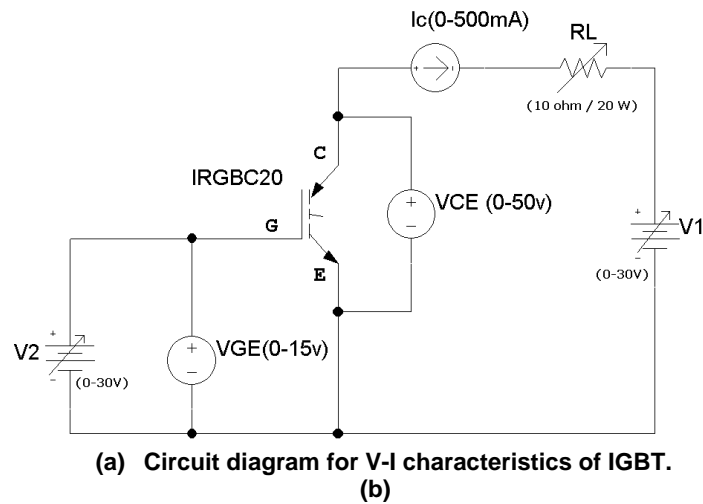 Ic(0-500mA)
RL
(10 ohm / 20 W)
C
IRGBC20
VCE (0-50v)
G
V1
E
(0-30V)
V2
VGE(0-15v)
(0-30V)
(a) Circuit diagram for V-I characteristics of IGBT.
(b)